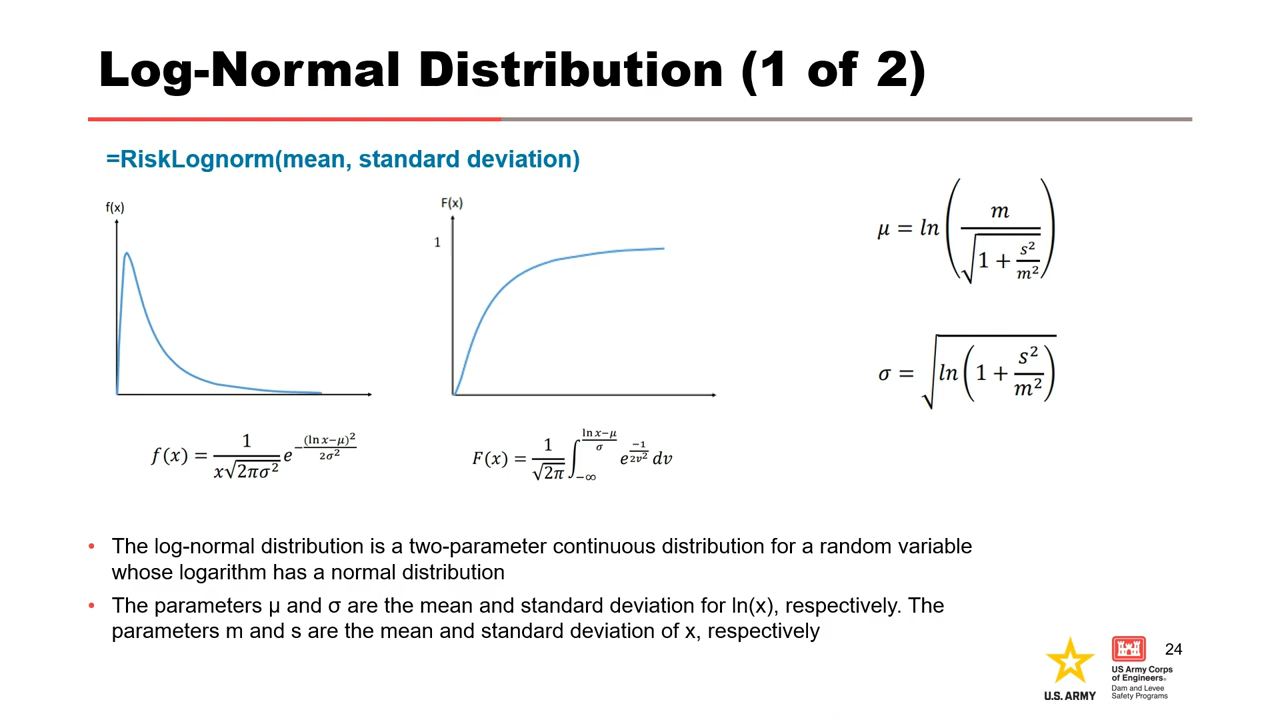 Log-Normal Distribution (1 of 2)
=RiskLognorm(mean, standard deviation)
f(x)
F(x)
1
μ = ln(m / √(1 + s²/m²))
σ = √(ln(1 + s²/m²))
f(x) = 1/(x√(2πσ²)) e^(−(ln x−μ)²/(2σ²))
F(x) = 1/√(2π) ∫_{−∞}^{(ln x−μ)/σ} e^(−1/(2v²)) dv
• The log-normal distribution is a two-parameter continuous distribution for a random variable
whose logarithm has a normal distribution
• The parameters μ and σ are the mean and standard deviation for ln(x), respectively. The
parameters m and s are the mean and standard deviation of x, respectively
U.S. ARMY
US Army Corps
of Engineers®
Dam and Levee
Safety Programs
24